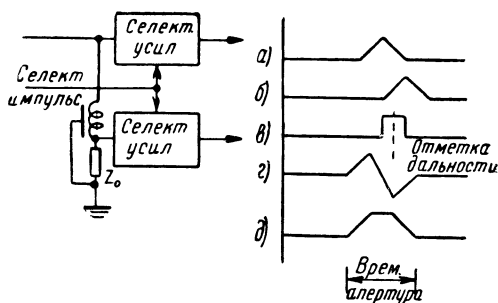 Селект.
усил
Селект
импульс
Селект
усил
Z₀
а)
б)
в)
Отметка
дальности
г)
д)
Врем.
апертура